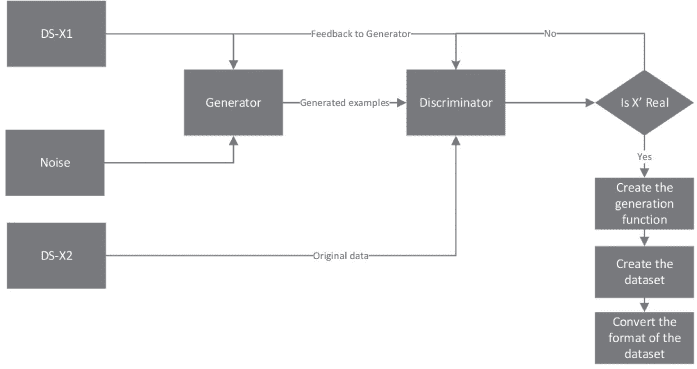 DS-X1
Feedback to Generator
No
Generator
Generated examples
Discriminator
Is X’ Real
Noise
Yes
Create the
generation
function
DS-X2
Original data
Create the
dataset
Convert the
format of the
dataset